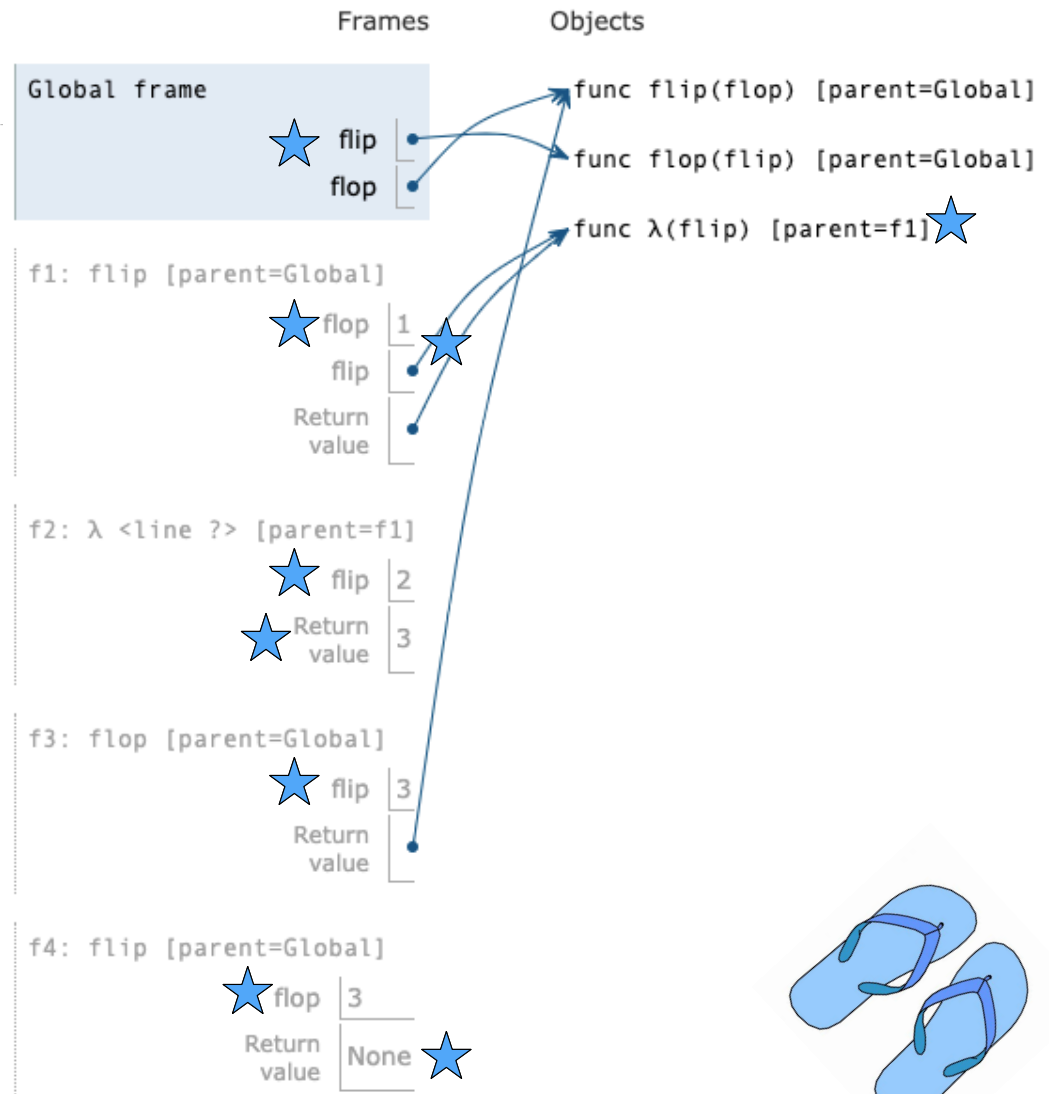 Frames Objects
Global frame
func flip(flop) [parent=Global]
flip
func flop(flip) [parent=Global]
flop
func λ(flip) [parent=f1]
f1: flip [parent=Global]
flop 1
flip
Return
value
f2: λ <line ?> [parent=f1]
flip 2
Return
value 3
f3: flop [parent=Global]
flip 3
Return
value
f4: flip [parent=Global]
flop 3
Return
value None